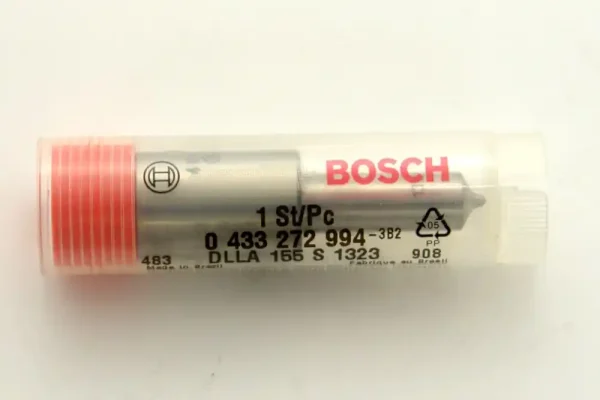 BOSCH
1 St/Pc
0 433 272 994-3B2
05
PP
483 DLLA 155 S 1323 908
Made in Brazil Fabriqué au Brésil